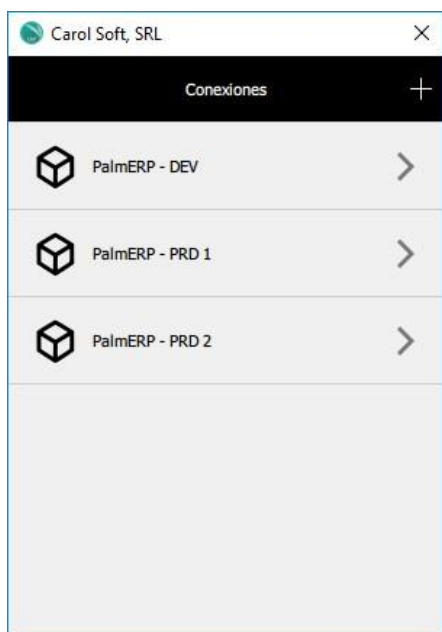 Carol Soft, SRL
Conexiones
PalmERP - DEV
PalmERP - PRD 1
PalmERP - PRD 2